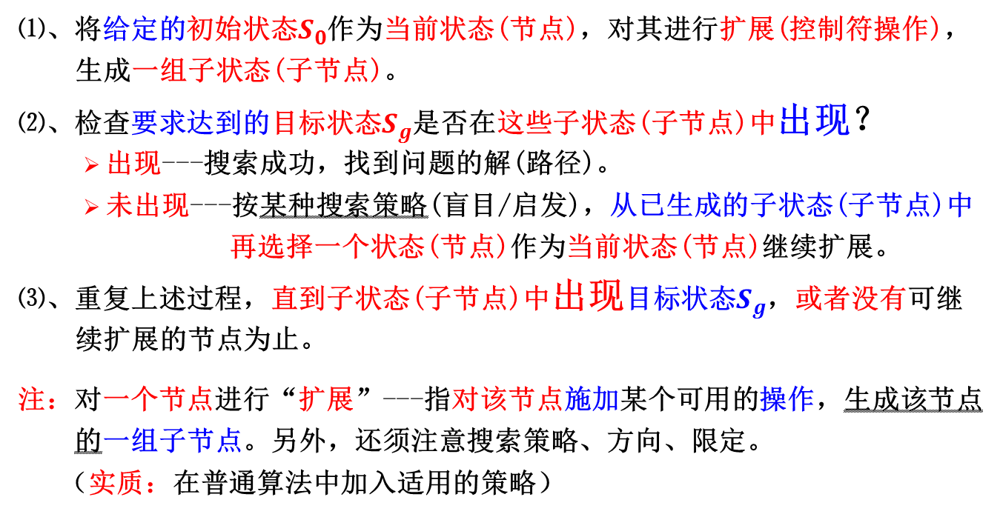 ⑴、将给定的初始状态S₀作为当前状态(节点)，对其进行扩展(控制符操作)，
生成一组子状态(子节点)。
⑵、检查要求达到的目标状态Sg是否在这些子状态(子节点)中出现？
➢ 出现---搜索成功，找到问题的解(路径)。
➢ 未出现---按某种搜索策略(盲目/启发)，从已生成的子状态(子节点)中
再选择一个状态(节点)作为当前状态(节点)继续扩展。
⑶、重复上述过程，直到子状态(子节点)中出现目标状态Sg，或者没有可继
续扩展的节点为止。
注：对一个节点进行“扩展”---指对该节点施加某个可用的操作，生成该节点
的一组子节点。另外，还须注意搜索策略、方向、限定。
（实质：在普通算法中加入适用的策略）